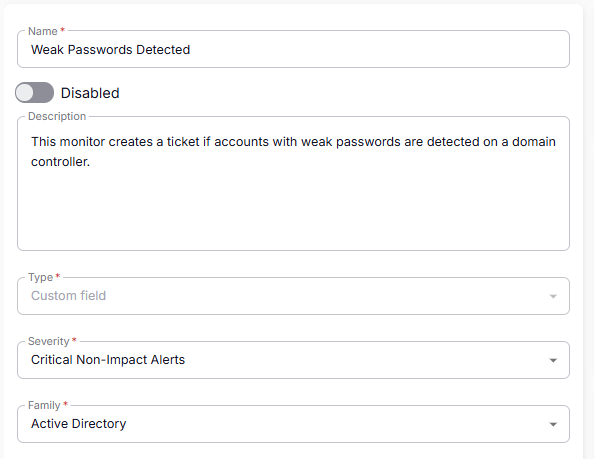 Name *
Weak Passwords Detected
Disabled
Description
This monitor creates a ticket if accounts with weak passwords are detected on a domain
controller.
Type *
Custom field
Severity *
Critical Non-Impact Alerts
Family *
Active Directory